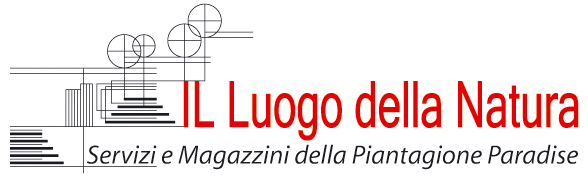 IL Luogo della Natura
Servizi e Magazzini della Piantagione Paradise